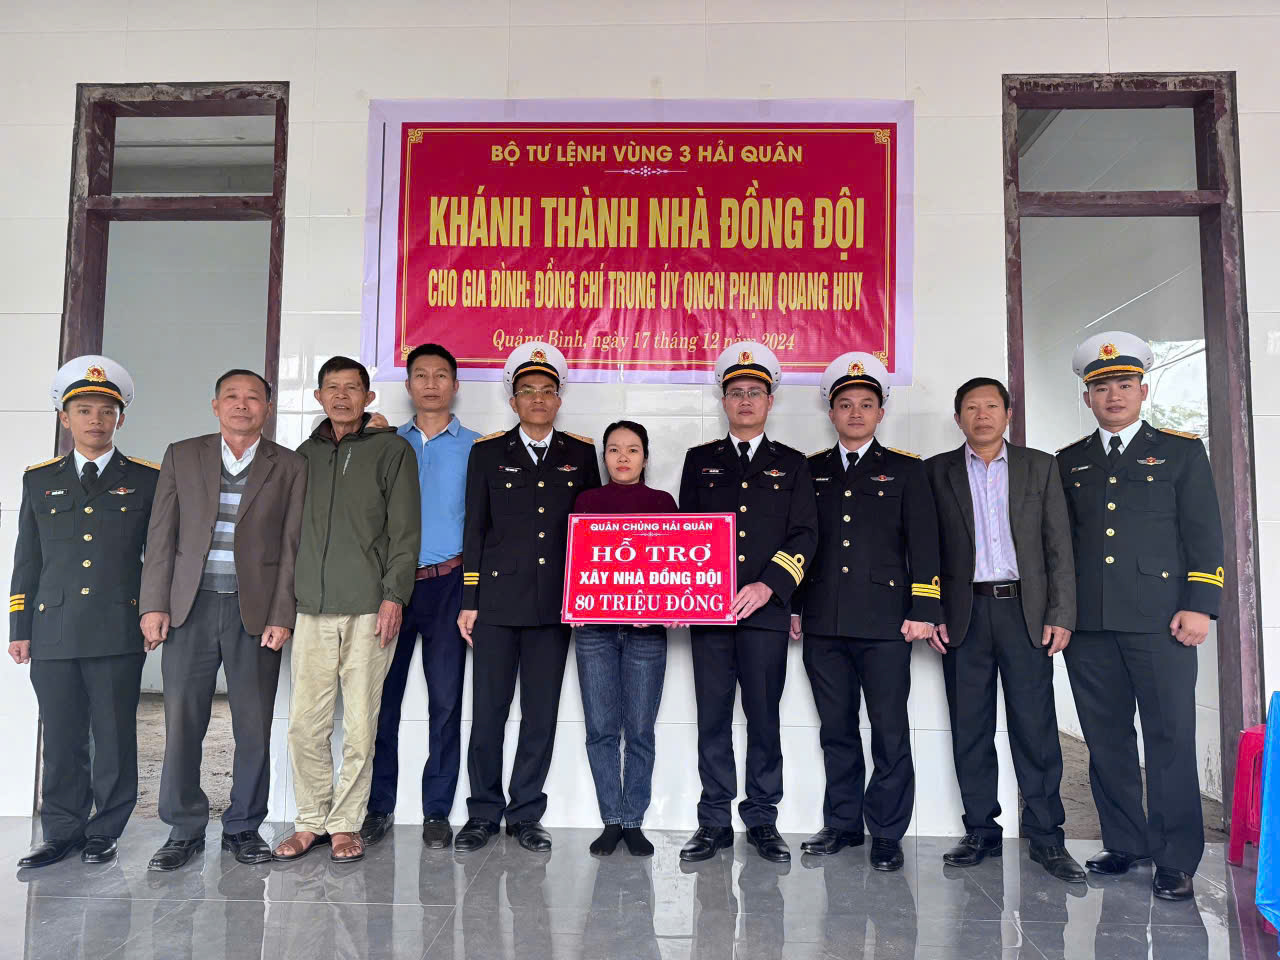 BỘ TƯ LỆNH VÙNG 3 HẢI QUÂN
KHÁNH THÀNH NHÀ ĐỒNG ĐỘI
CHO GIA ĐÌNH: ĐỒNG CHÍ TRUNG ÚY QNCN PHẠM QUANG HUY
Quảng Bình, ngày 17 tháng 12 năm 2024
QUÂN CHỦNG HẢI QUÂN
HỖ TRỢ
XÂY NHÀ ĐỒNG ĐỘI
80 TRIỆU ĐỒNG